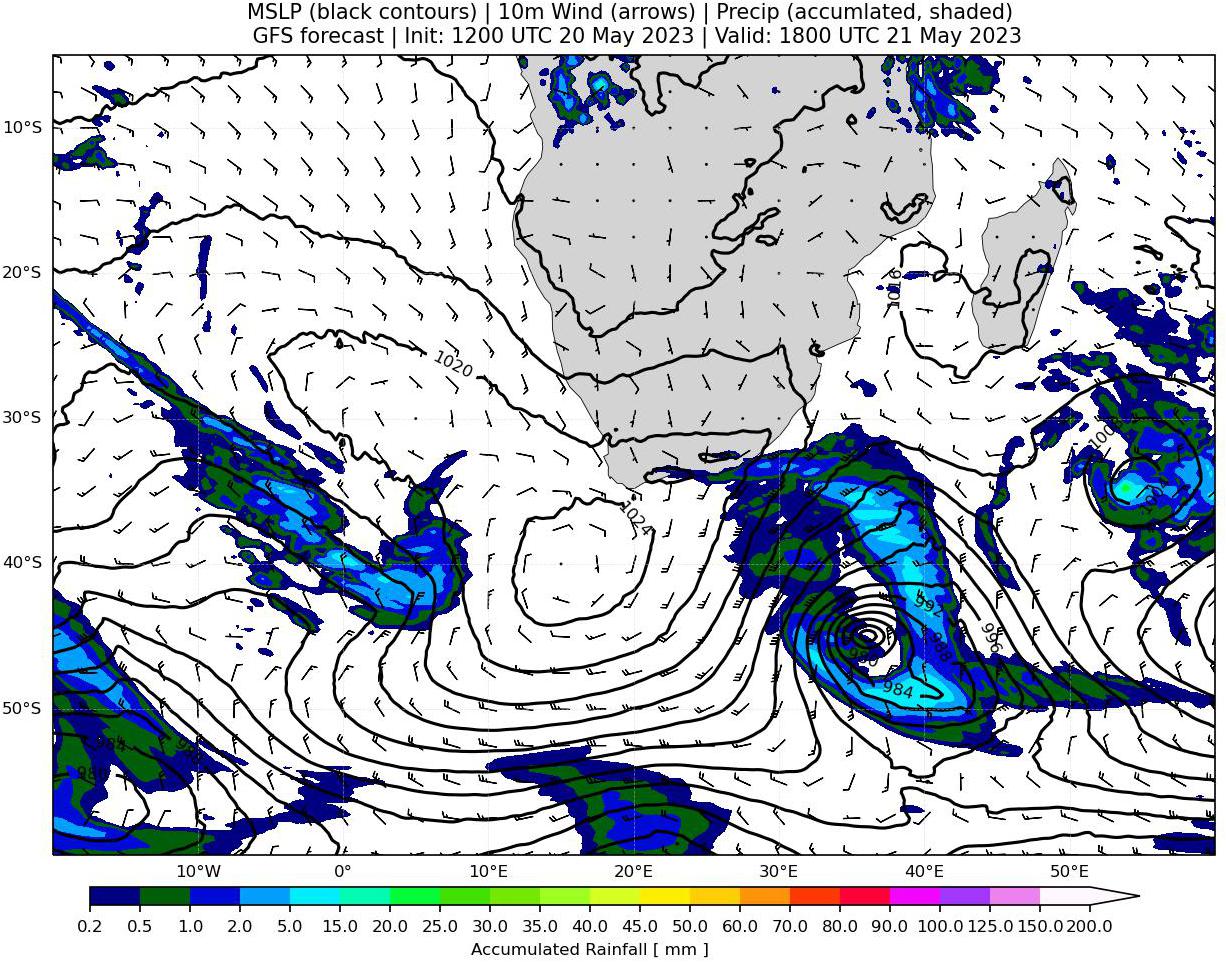 MSLP (black contours) | 10m Wind (arrows) | Precip (accumlated, shaded)
GFS forecast | Init: 1200 UTC 20 May 2023 | Valid: 1800 UTC 21 May 2023
10°S
20°S
1016
1020
30°S
1024
1004
40°S
992
996
988
980
984
50°S
984
980
10°W
0°
10°E
20°E
30°E
40°E
50°E
0.2 0.5 1.0 2.0 5.0 15.0 20.0 25.0 30.0 35.0 40.0 45.0 50.0 60.0 70.0 80.0 90.0 100.0 125.0 150.0 200.0
Accumulated Rainfall [ mm ]